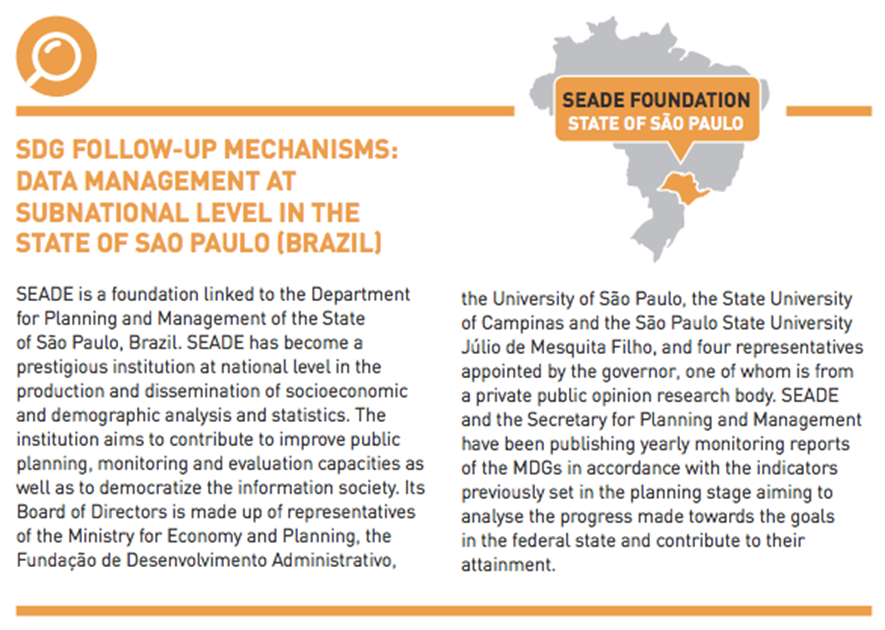 SEADE FOUNDATION
STATE OF SÃO PAULO
SDG FOLLOW-UP MECHANISMS:
DATA MANAGEMENT AT
SUBNATIONAL LEVEL IN THE
STATE OF SAO PAULO (BRAZIL)
SEADE is a foundation linked to the Department
for Planning and Management of the State
of São Paulo, Brazil. SEADE has become a
prestigious institution at national level in the
production and dissemination of socioeconomic
and demographic analysis and statistics. The
institution aims to contribute to improve public
planning, monitoring and evaluation capacities as
well as to democratize the information society. Its
Board of Directors is made up of representatives
of the Ministry for Economy and Planning, the
Fundação de Desenvolvimento Administrativo,
the University of São Paulo, the State University
of Campinas and the São Paulo State University
Júlio de Mesquita Filho, and four representatives
appointed by the governor, one of whom is from
a private public opinion research body. SEADE
and the Secretary for Planning and Management
have been publishing yearly monitoring reports
of the MDGs in accordance with the indicators
previously set in the planning stage aiming to
analyse the progress made towards the goals
in the federal state and contribute to their
attainment.